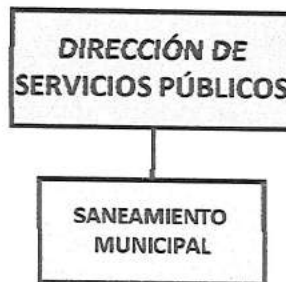 DIRECCIÓN DE
SERVICIOS PÚBLICOS
SANEAMIENTO
MUNICIPAL